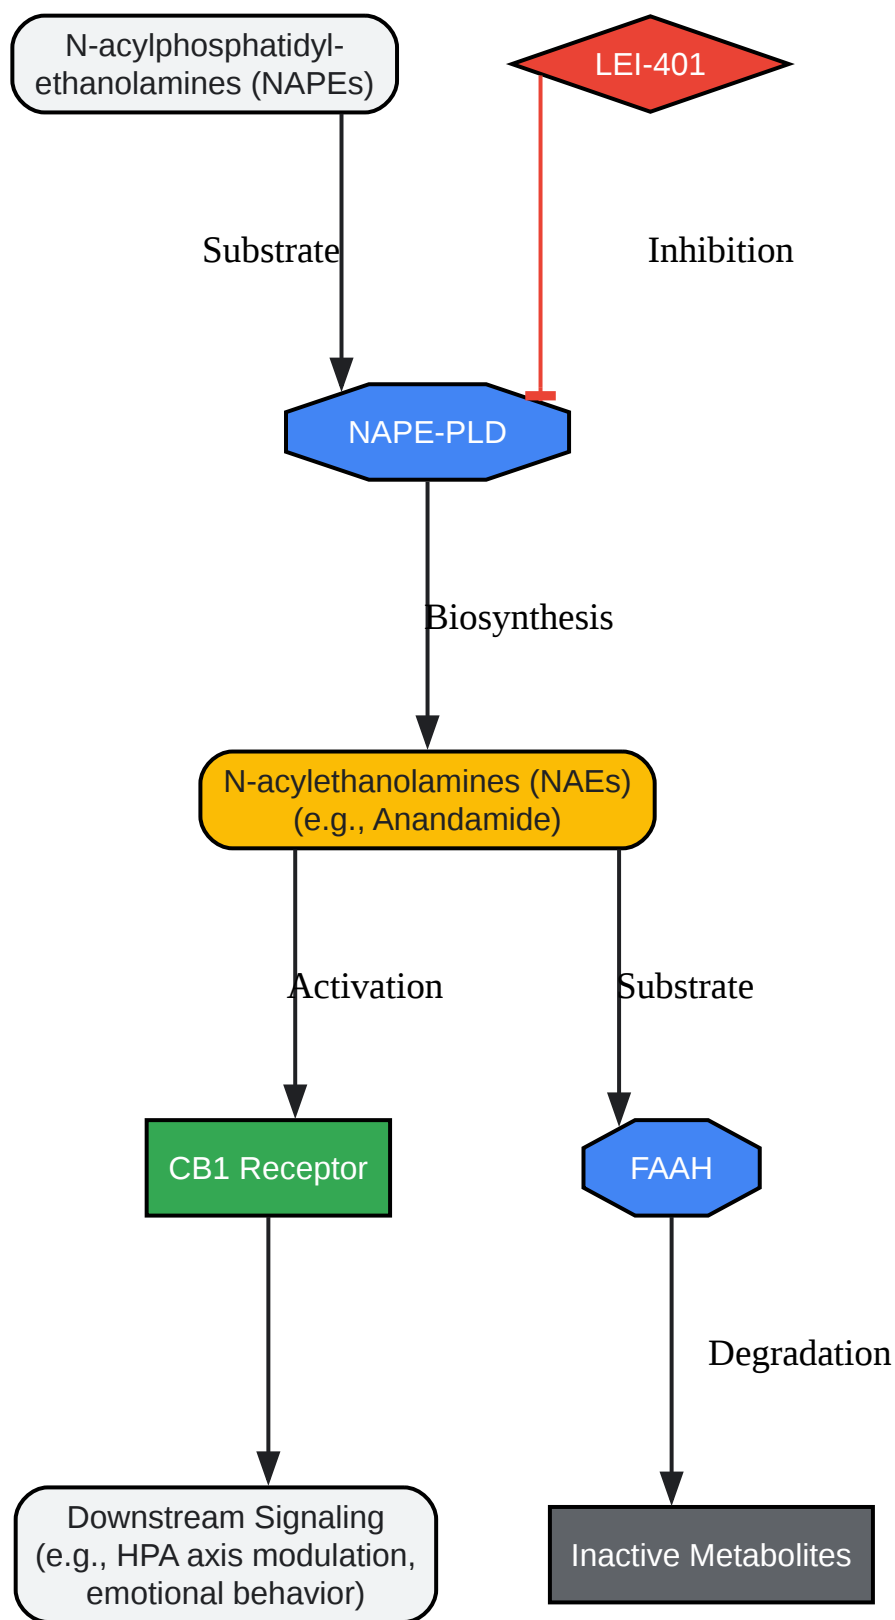 N-acylphosphatidyl-
ethanolamines (NAPEs)
LEI-401
Substrate
Inhibition
NAPE-PLD
Biosynthesis
N-acylethanolamines (NAEs)
(e.g., Anandamide)
Activation
Substrate
CB1 Receptor
FAAH
Degradation
Downstream Signaling
(e.g., HPA axis modulation,
emotional behavior)
Inactive Metabolites